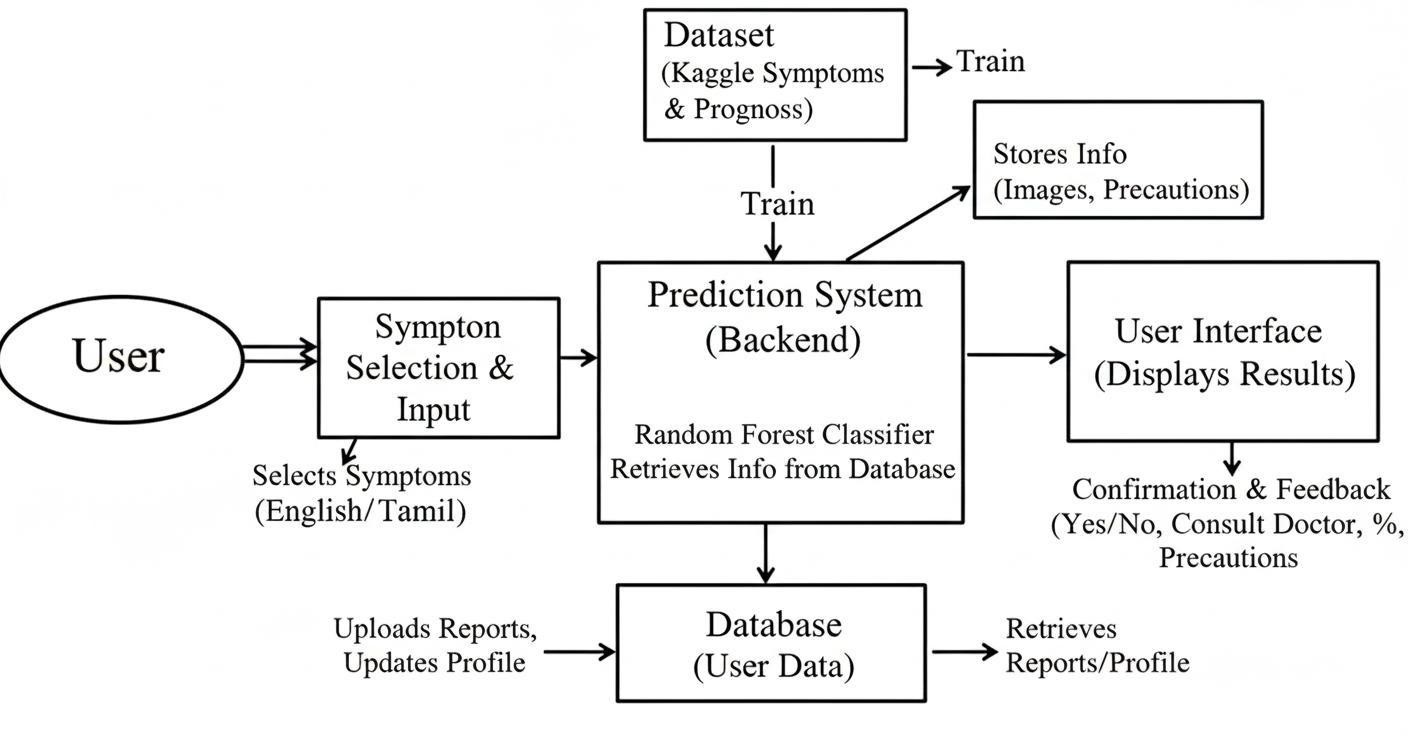 Dataset
(Kaggle Symptoms
& Prognoss)
Train
Train
Stores Info
(Images, Precautions)
User
Sympton
Selection &
Input
Selects Symptoms
(English/Tamil)
Prediction System
(Backend)
Random Forest Classifier
Retrieves Info from Database
User Interface
(Displays Results)
Confirmation & Feedback
(Yes/No, Consult Doctor, %,
Precautions
Uploads Reports,
Updates Profile
Database
(User Data)
Retrieves
Reports/Profile